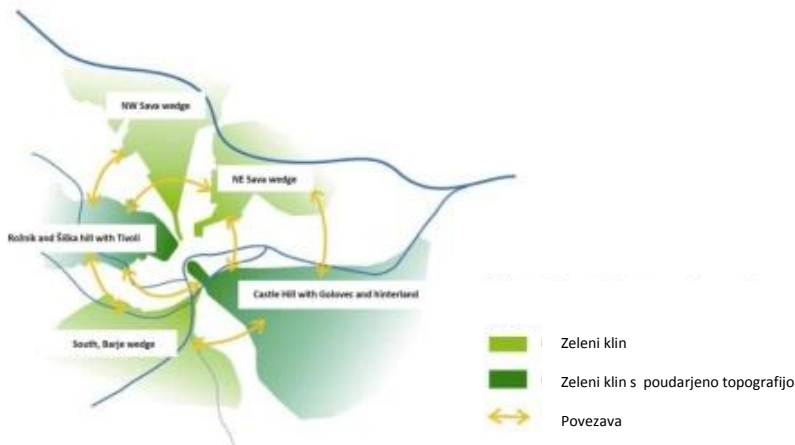 NW Sava wedge
NE Sava wedge
Rožnik and Šiška hill with Tivoli
Castle Hill with Golovec and hinterland
South, Barje wedge
Zeleni klin
Zeleni klin s poudarjeno topografijo
Povezava